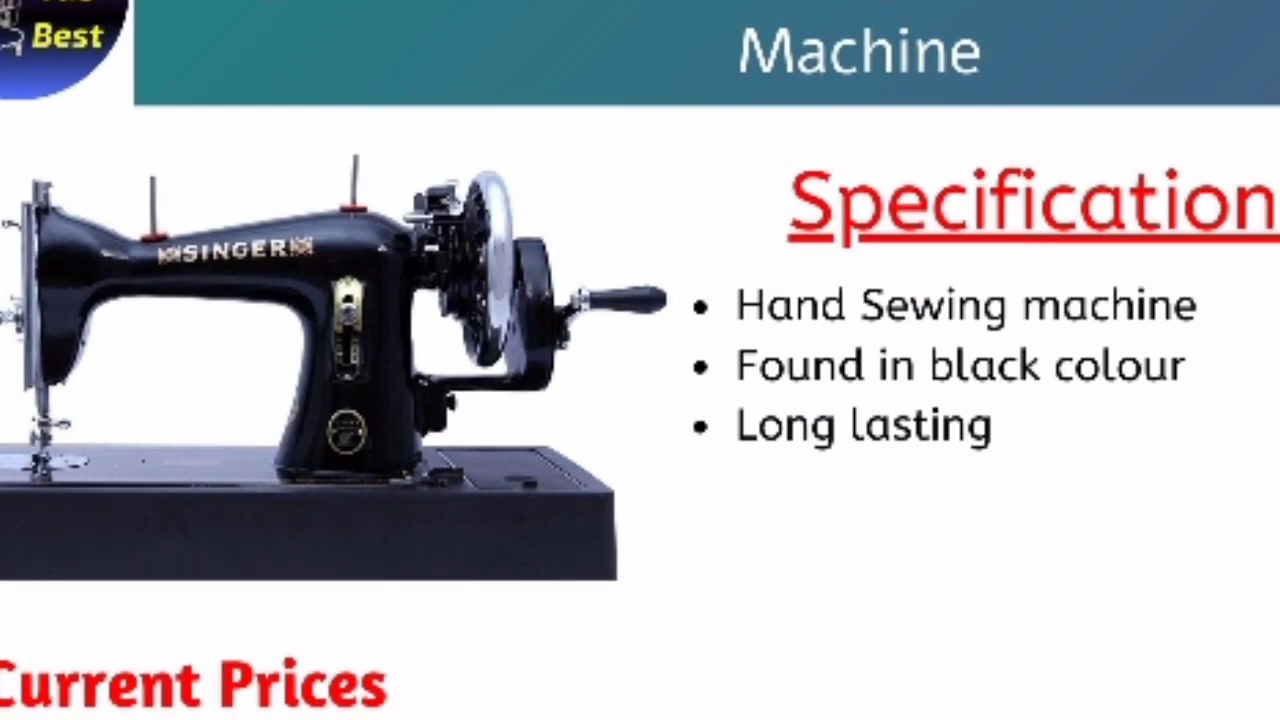 Best
Machine
Specification
SINGER
• Hand Sewing machine
• Found in black colour
• Long lasting
Current Prices